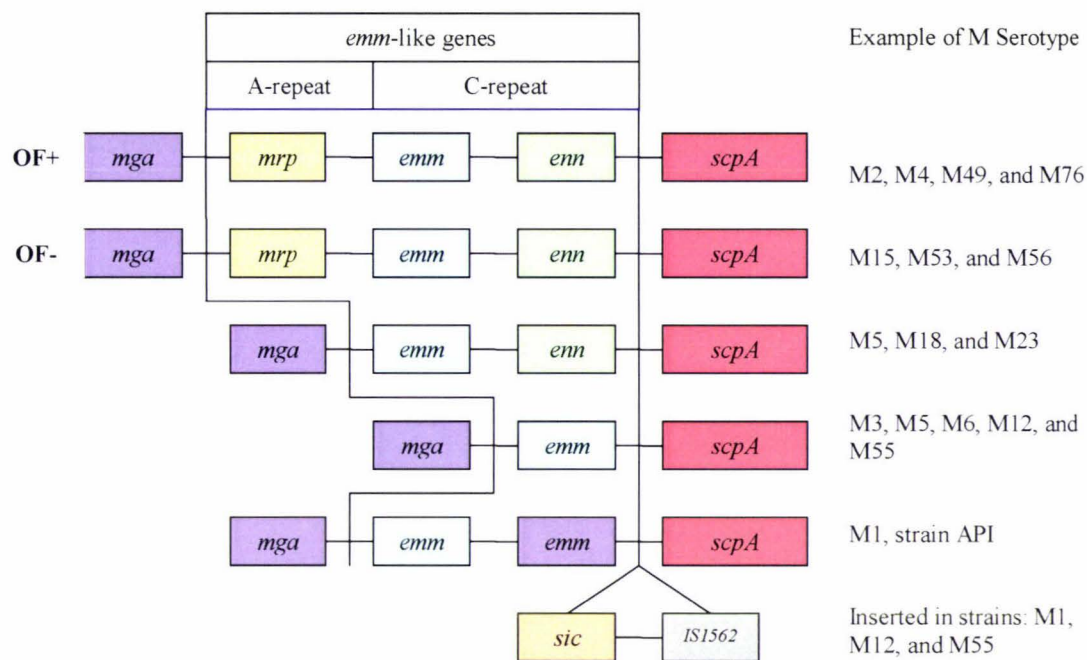 emm-like genes
Example of M Serotype
A-repeat C-repeat
OF+ mga mrp emm enn scpA
M2, M4, M49, and M76
OF- mga mrp emm enn scpA
M15, M53, and M56
mga emm enn scpA
M5, M18, and M23
mga emm scpA
M3, M5, M6, M12, and
M55
mga emm emm scpA
M1, strain API
sic IS1562
Inserted in strains: M1,
M12, and M55